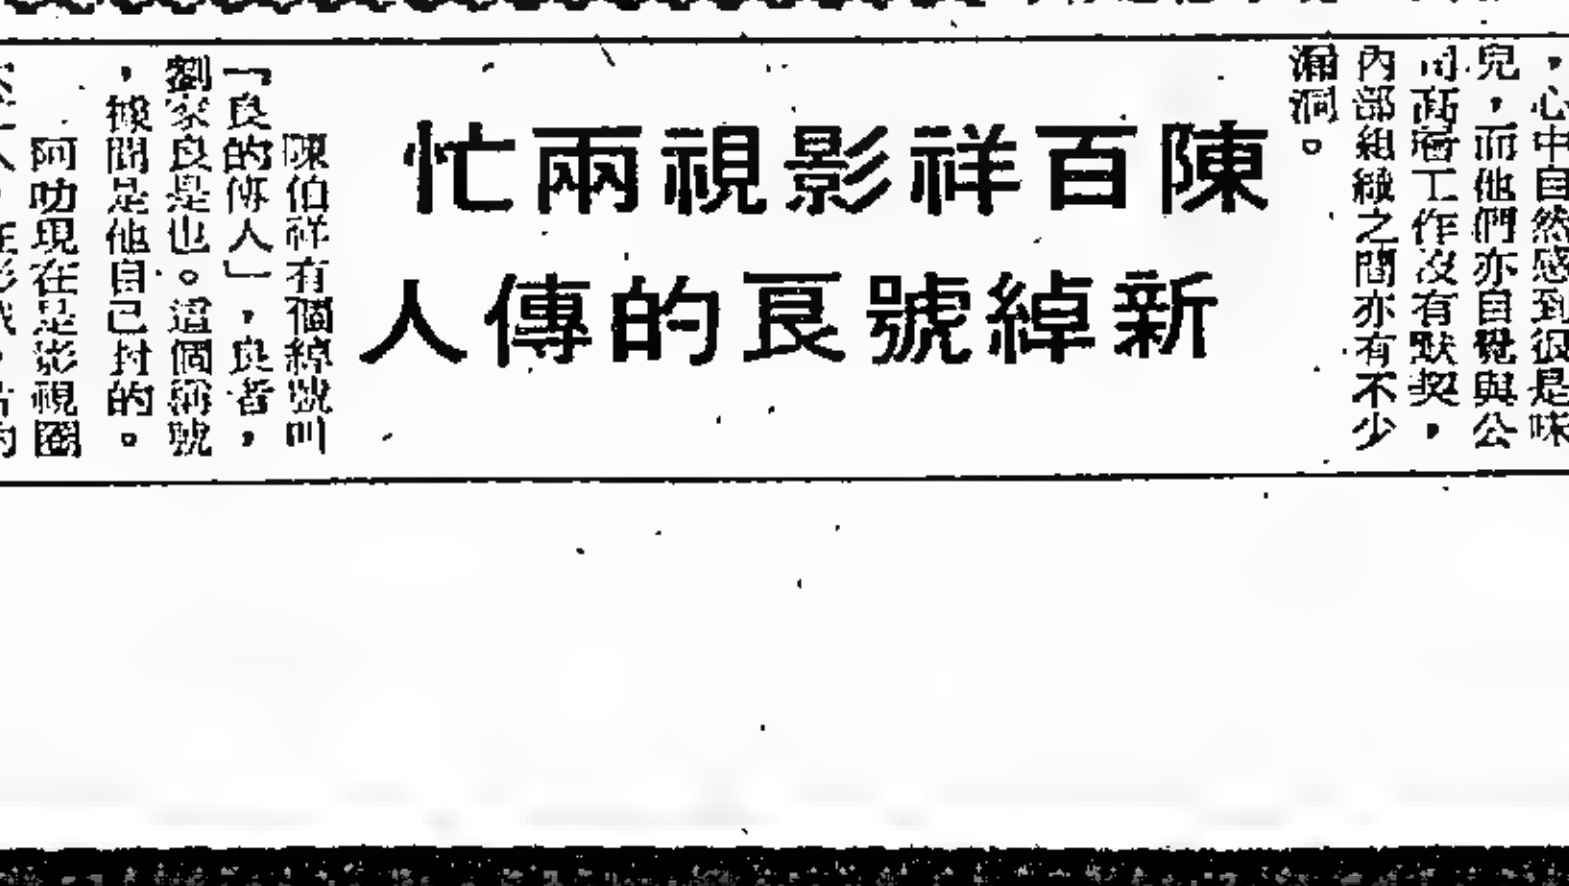 ，心中自然感到很是味
兒，而他們亦自覺與公
司高層工作沒有默契，
內部組織之間亦有不少
漏洞。
陳百祥影視兩忙
新綽號良的傳人
陳伯祥有個綽號叫
「良的傳人」，良者，
劉家良是也。這個稱號
，據聞是他自己封的。
阿叻現在是影視圈